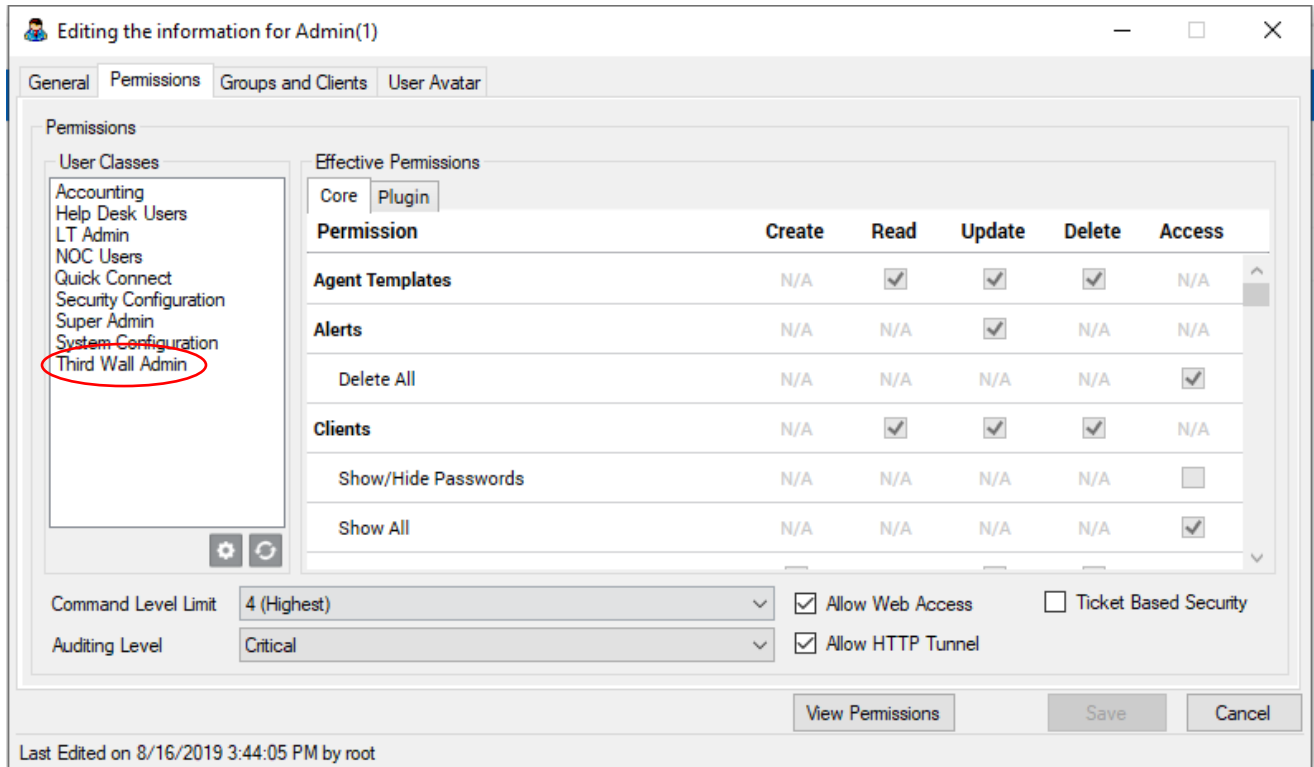 Editing the information for Admin(1)
General Permissions Groups and Clients User Avatar
Permissions
User Classes
Accounting
Help Desk Users
LT Admin
NOC Users
Quick Connect
Security Configuration
Super Admin
System Configuration
Third Wall Admin
Effective Permissions
Core Plugin
Permission Create Read Update Delete Access
Agent Templates N/A N/A
Alerts N/A N/A N/A N/A
Delete All N/A N/A N/A N/A
Clients N/A N/A
Show/Hide Passwords N/A N/A N/A N/A
Show All N/A N/A N/A N/A
Command Level Limit 4 (Highest) Allow Web Access Ticket Based Security
Auditing Level Critical Allow HTTP Tunnel
View Permissions Save Cancel
Last Edited on 8/16/2019 3:44:05 PM by root